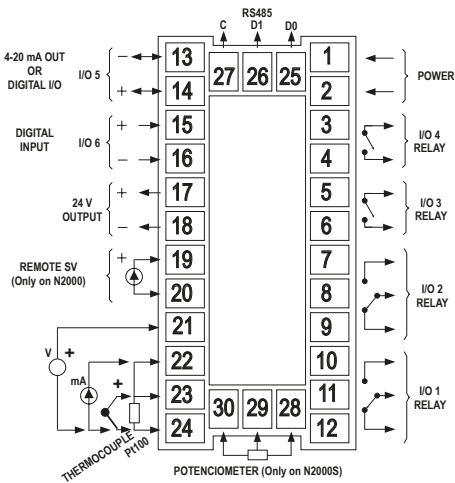 RS485
C D1 D0
4-20 mA OUT
OR
DIGITAL I/O
I/O 5
−
+
13
14
27
26
25
1
2
POWER
DIGITAL
INPUT
I/O 6
+
−
15
16
3
4
I/O 4
RELAY
24 V
OUTPUT
+
−
17
18
5
6
I/O 3
RELAY
REMOTE SV
(Only on N2000)
+
19
20
7
8
9
I/O 2
RELAY
21
22
23
24
V
+
mA
+
THERMOCOUPLE
Pt100
10
11
12
I/O 1
RELAY
30
29
28
POTENCIOMETER (Only on N2000S)